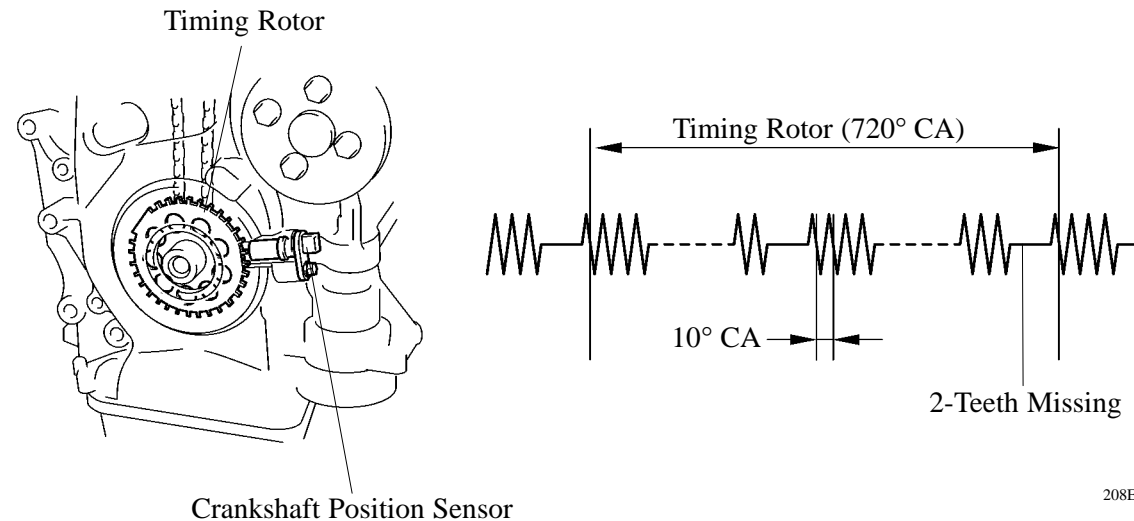 Timing Rotor
Timing Rotor (720° CA)
10° CA
2-Teeth Missing
Crankshaft Position Sensor
208E